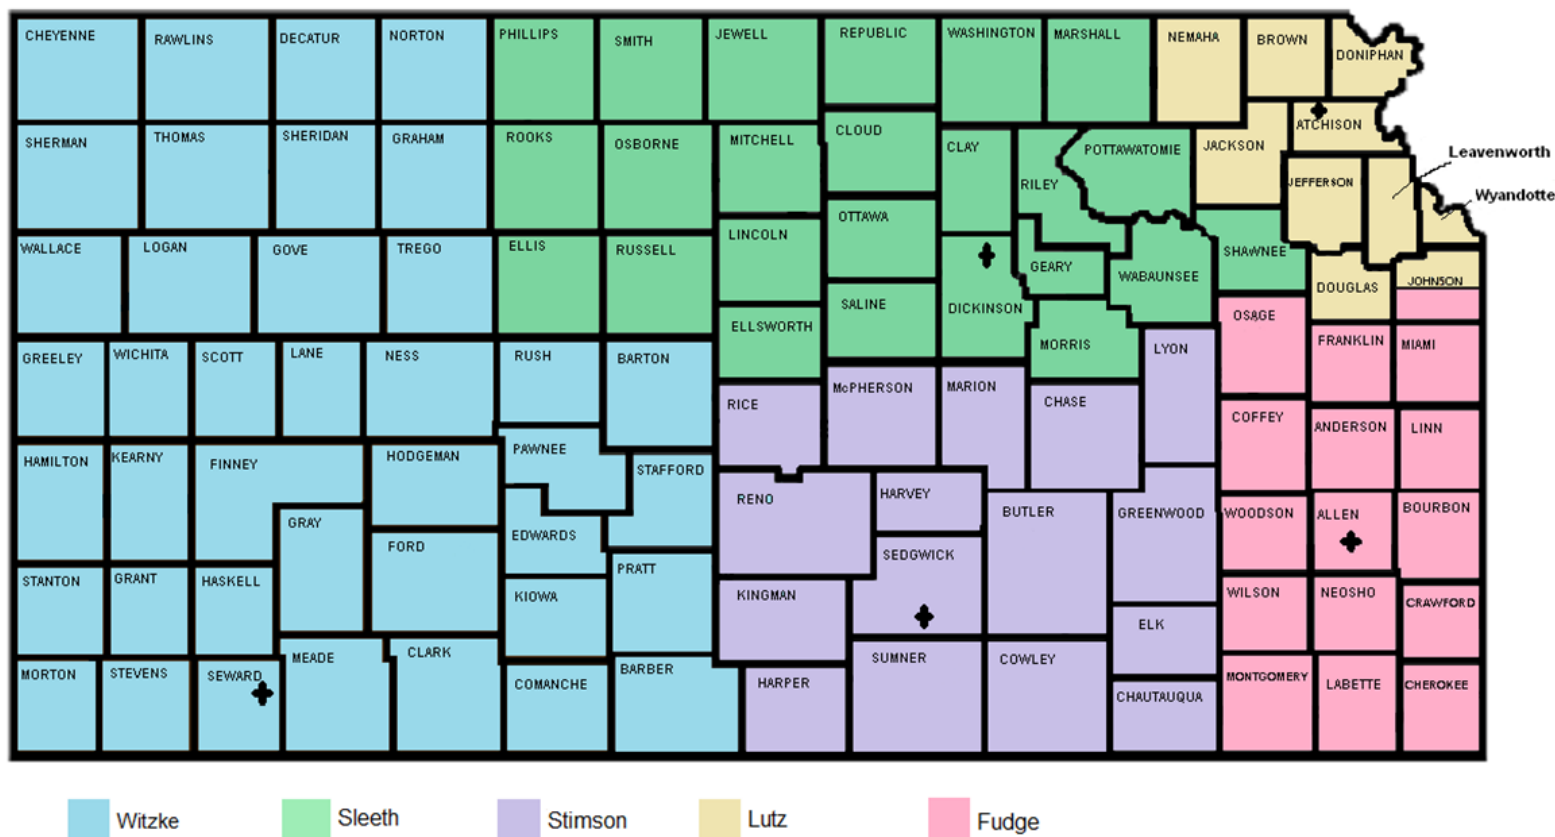 CHEYENNE RAWLINS DECATUR NORTON PHILLIPS SMITH JEWELL REPUBLIC WASHINGTON MARSHALL NEMAHA BROWN DONIPHAN
SHERMAN THOMAS SHERIDAN GRAHAM ROOKS OSBORNE MITCHELL CLOUD CLAY RILEY POTTAWATOMIE JACKSON ATCHISON
Leavenworth
JEFFERSON
Wyandotte
WALLACE LOGAN GOVE TREGO ELLIS RUSSELL LINCOLN OTTAWA DICKINSON GEARY WABAUNSEE SHAWNEE DOUGLAS JOHNSON
ELLSWORTH SALINE MORRIS OSAGE
GREELEY WICHITA SCOTT LANE NESS RUSH BARTON RICE McPHERSON MARION CHASE LYON FRANKLIN MIAMI
COFFEY ANDERSON LINN
HAMILTON KEARNY FINNEY HODGEMAN PAWNEE STAFFORD RENO HARVEY BUTLER GREENWOOD WOODSON ALLEN BOURBON
GRAY FORD EDWARDS SEDGWICK
STANTON GRANT HASKELL KIOWA PRATT KINGMAN ELK WILSON NEOSHO CRAWFORD
MORTON STEVENS SEWARD MEADE CLARK COMANCHE BARBER HARPER SUMNER COWLEY CHAUTAUQUA MONTGOMERY LABETTE CHEROKEE
Witzke Sleeth Stimson Lutz Fudge